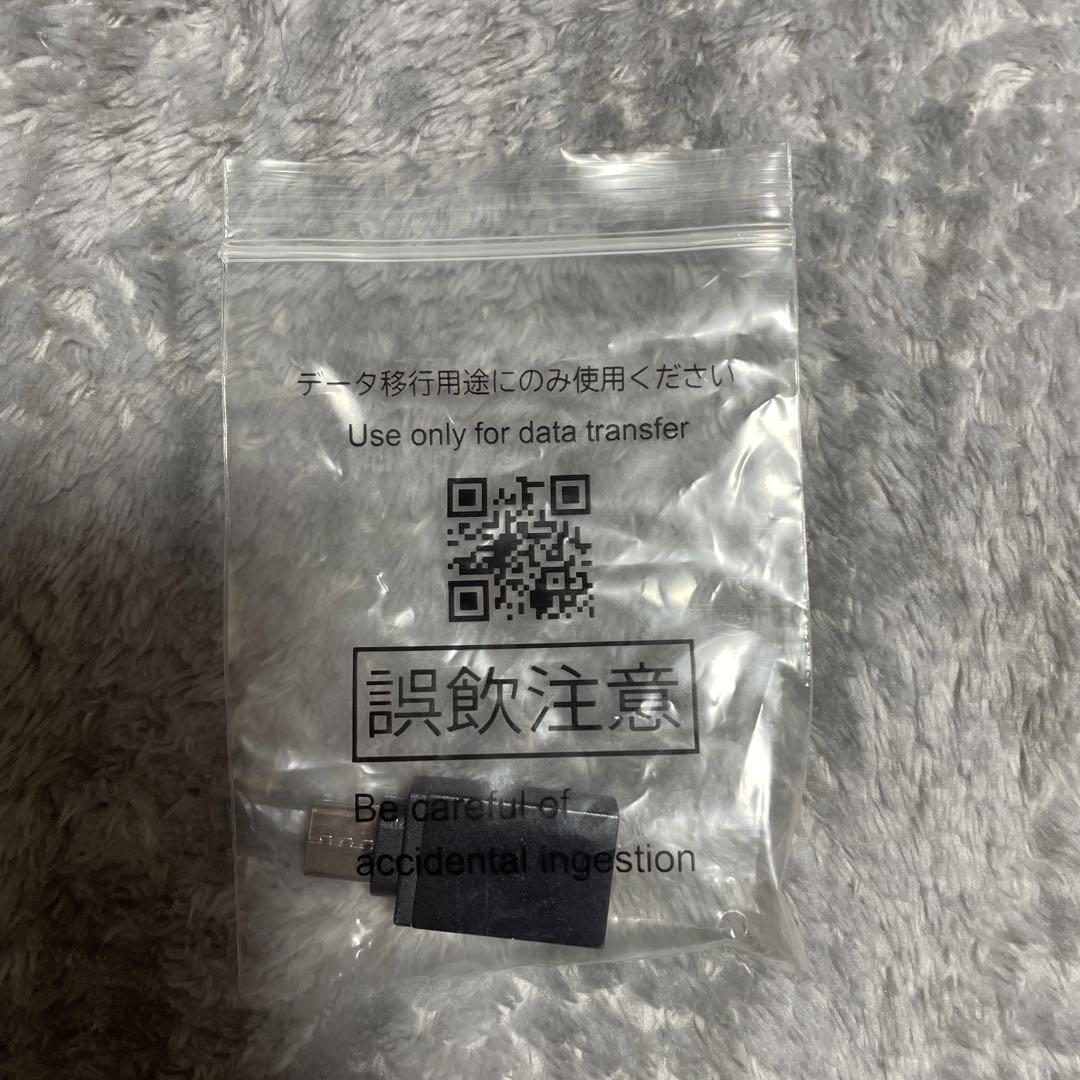 データ移行用途にのみ使用ください
Use only for data transfer
誤飲注意
Be careful of
accidental ingestion